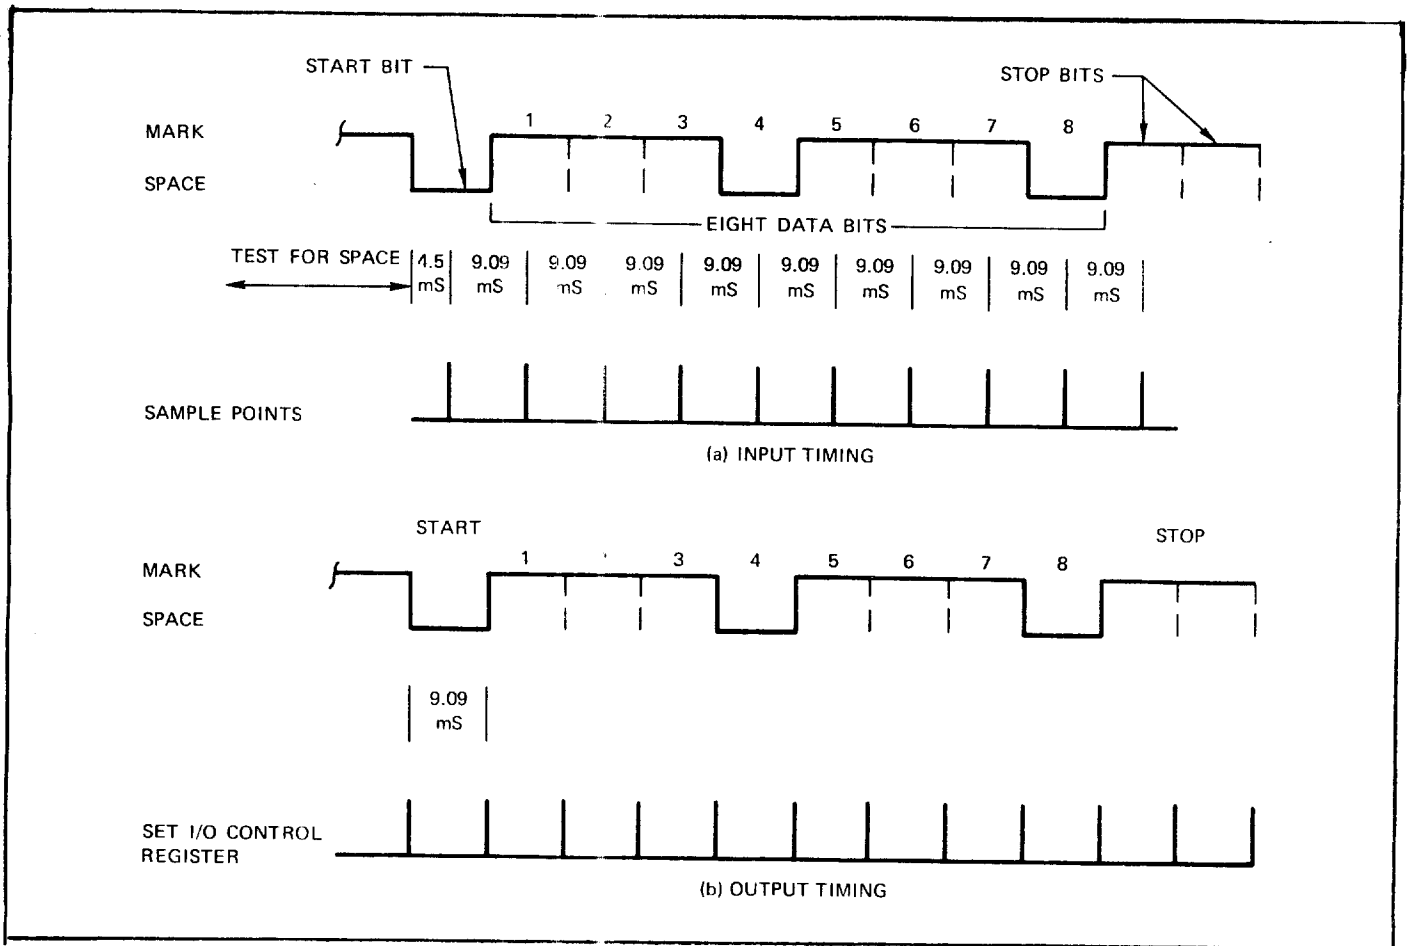 START BIT
STOP BITS
1 2 3 4 5 6 7 8
MARK
SPACE
EIGHT DATA BITS
TEST FOR SPACE
4.5 9.09 9.09 9.09 9.09 9.09 9.09 9.09 9.09 9.09
mS mS mS mS mS mS mS mS mS mS
SAMPLE POINTS
(a) INPUT TIMING
START
STOP
1 3 4 5 6 7 8
MARK
SPACE
9.09
mS
SET I/O CONTROL
REGISTER
(b) OUTPUT TIMING